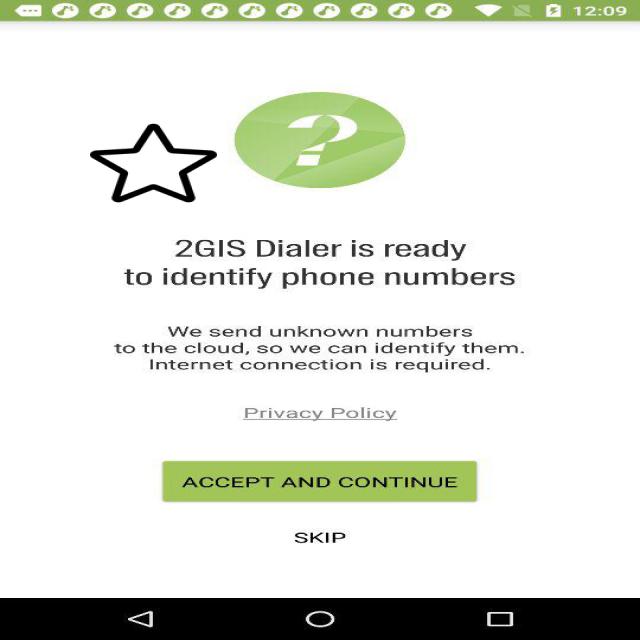 12:09
?
2GIS Dialer is ready
to identify phone numbers
We send unknown numbers
to the cloud, so we can identify them.
Internet connection is required.
Privacy Policy
ACCEPT AND CONTINUE
SKIP